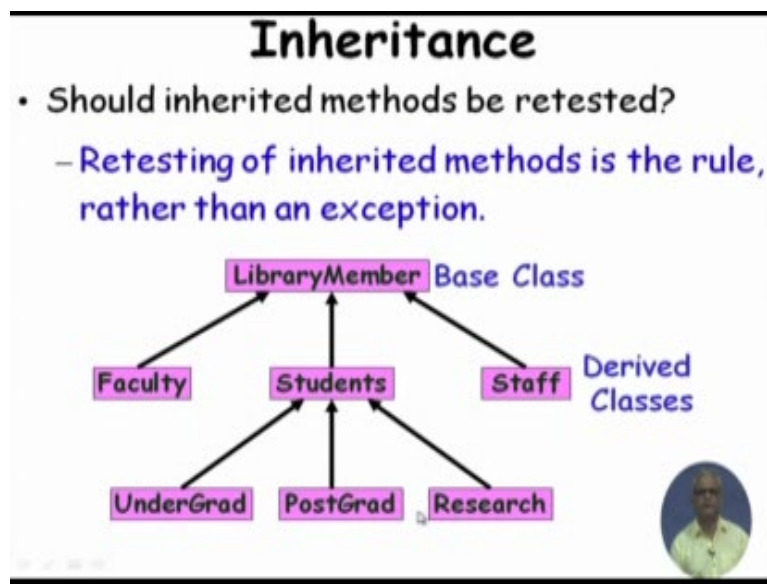 Inheritance
• Should inherited methods be retested?
– Retesting of inherited methods is the rule,
rather than an exception.
LibraryMember Base Class
Faculty Students Staff Derived
Classes
UnderGrad PostGrad Research